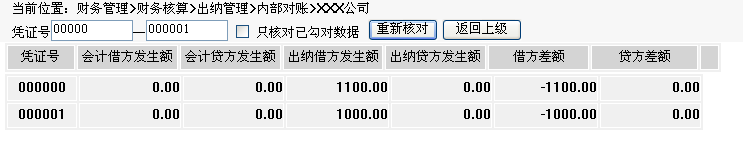 当前位置：财务管理>财务核算>出纳管理>内部对账>XXX公司
凭证号00000—000001 只核对已勾对数据 重新核对 返回上级
凭证号 会计借方发生额 会计贷方发生额 出纳借方发生额 出纳贷方发生额 借方差额 贷方差额
000000 0.00 0.00 1100.00 0.00 -1100.00 0.00
000001 0.00 0.00 1000.00 0.00 -1000.00 0.00